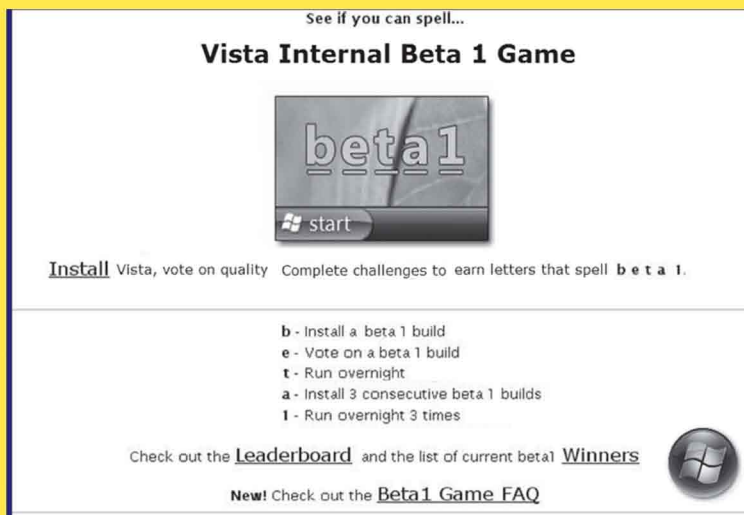 See if you can spell...
Vista Internal Beta 1 Game
beta1
start
Install Vista, vote on quality Complete challenges to earn letters that spell b e t a 1.
b - Install a beta 1 build
e - Vote on a beta 1 build
t - Run overnight
a - Install 3 consecutive beta 1 builds
1 - Run overnight 3 times
Check out the Leaderboard and the list of current beta1 Winners
New! Check out the Beta1 Game FAQ